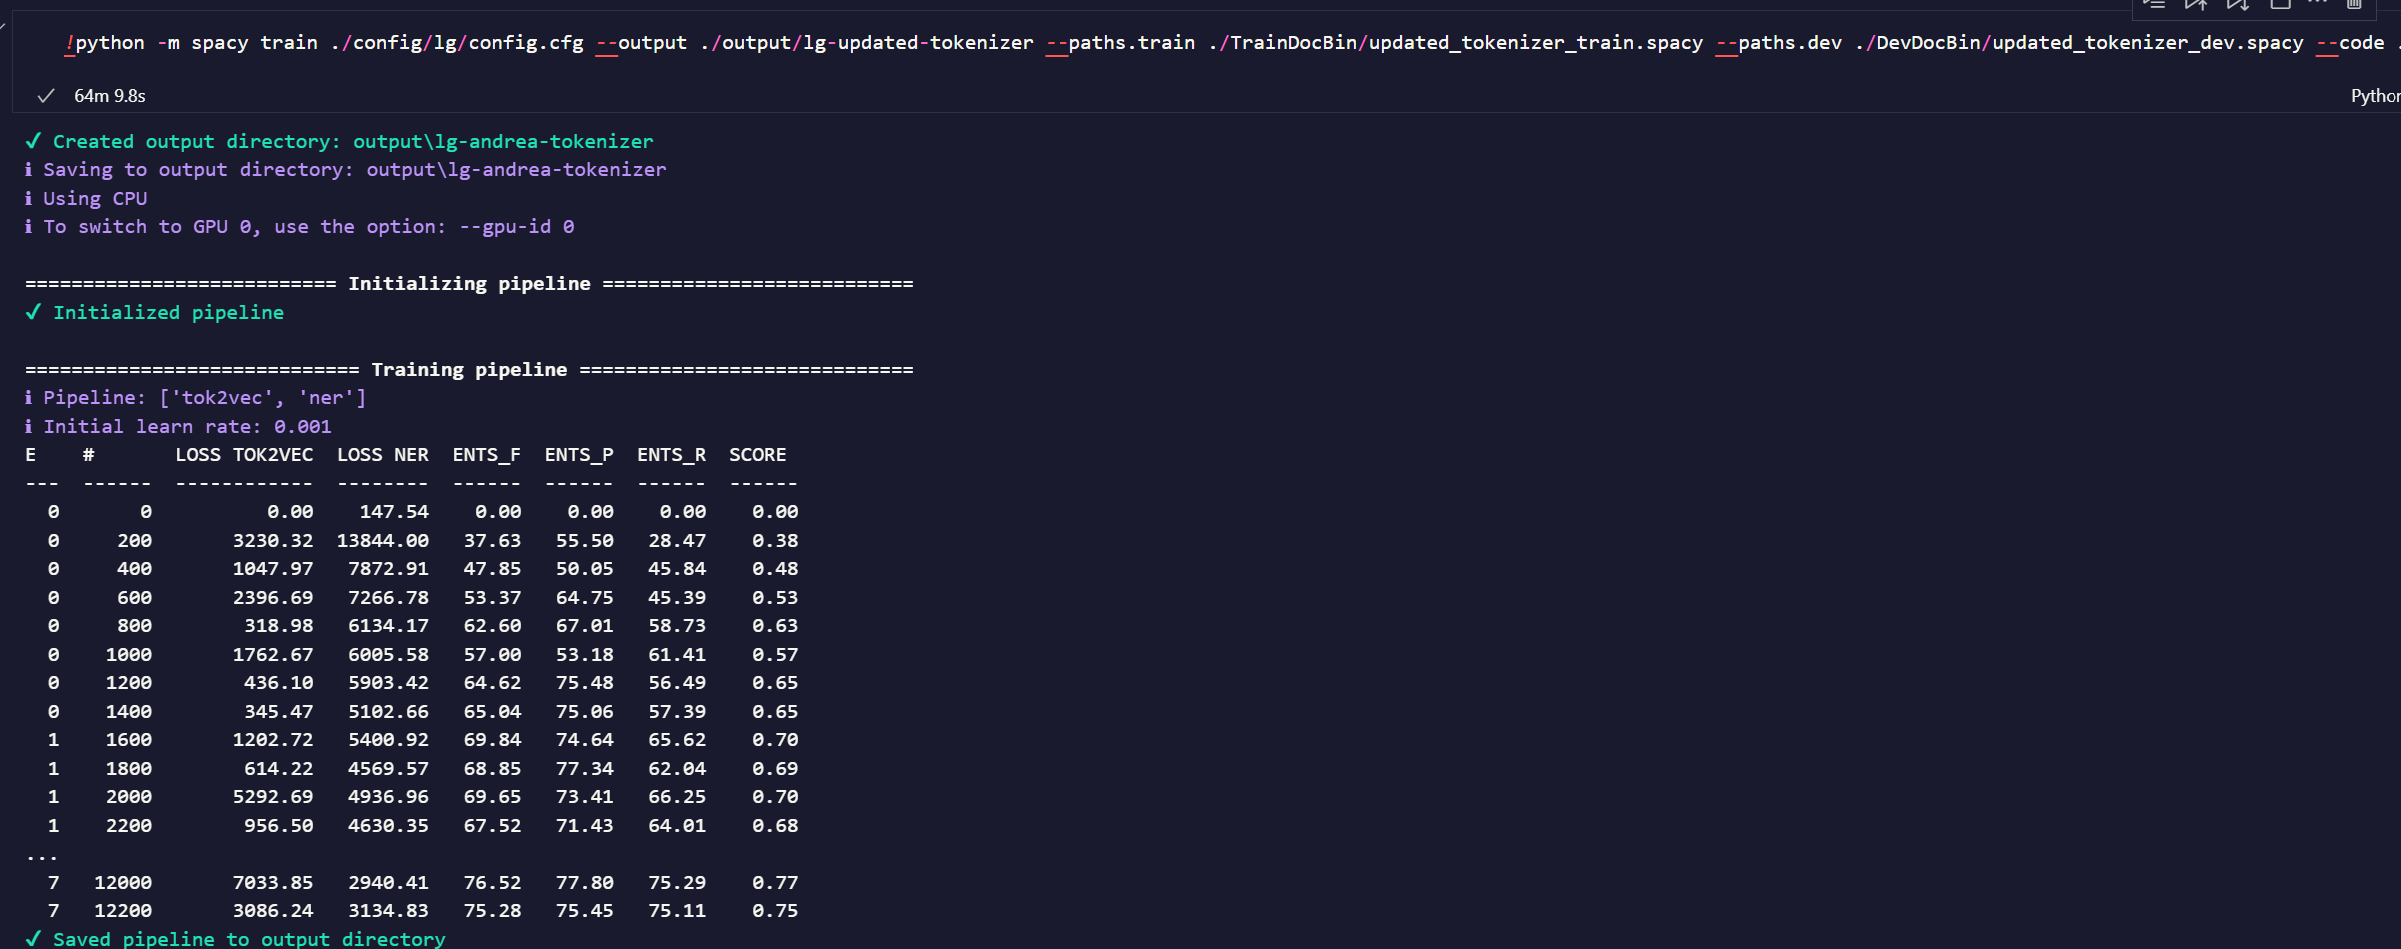 !python -m spacy train ./config/lg/config.cfg --output ./output/lg-updated-tokenizer --paths.train ./TrainDocBin/updated_tokenizer_train.spacy --paths.dev ./DevDocBin/updated_tokenizer_dev.spacy --code .
✓ 64m 9.8s
Python
✔ Created output directory: output\lg-andrea-tokenizer
ℹ Saving to output directory: output\lg-andrea-tokenizer
ℹ Using CPU
ℹ To switch to GPU 0, use the option: --gpu-id 0
=========================== Initializing pipeline ===========================
✔ Initialized pipeline
============================= Training pipeline =============================
ℹ Pipeline: ['tok2vec', 'ner']
ℹ Initial learn rate: 0.001
E    #       LOSS TOK2VEC  LOSS NER  ENTS_F  ENTS_P  ENTS_R  SCORE
---  ------  ------------  --------  ------  ------  ------  ------
  0       0          0.00    147.54    0.00    0.00    0.00    0.00
  0     200       3230.32  13844.00   37.63   55.50   28.47    0.38
  0     400       1047.97   7872.91   47.85   50.05   45.84    0.48
  0     600       2396.69   7266.78   53.37   64.75   45.39    0.53
  0     800        318.98   6134.17   62.60   67.01   58.73    0.63
  0    1000       1762.67   6005.58   57.00   53.18   61.41    0.57
  0    1200        436.10   5903.42   64.62   75.48   56.49    0.65
  0    1400        345.47   5102.66   65.04   75.06   57.39    0.65
  1    1600       1202.72   5400.92   69.84   74.64   65.62    0.70
  1    1800        614.22   4569.57   68.85   77.34   62.04    0.69
  1    2000       5292.69   4936.96   69.65   73.41   66.25    0.70
  1    2200        956.50   4630.35   67.52   71.43   64.01    0.68
...
  7   12000       7033.85   2940.41   76.52   77.80   75.29    0.77
  7   12200       3086.24   3134.83   75.28   75.45   75.11    0.75
✔ Saved pipeline to output directory